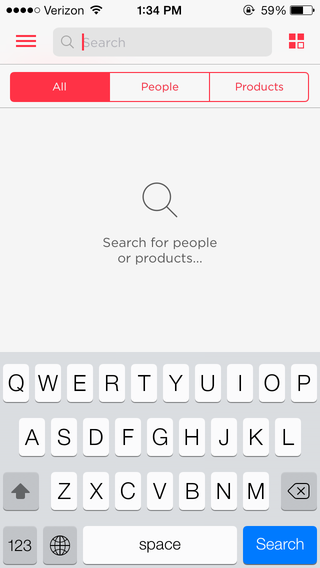 Verizon 1:34 PM 59%
Search
All People Products
Search for people
or products...
Q W E R T Y U I O P
A S D F G H J K L
Z X C V B N M
123 space Search